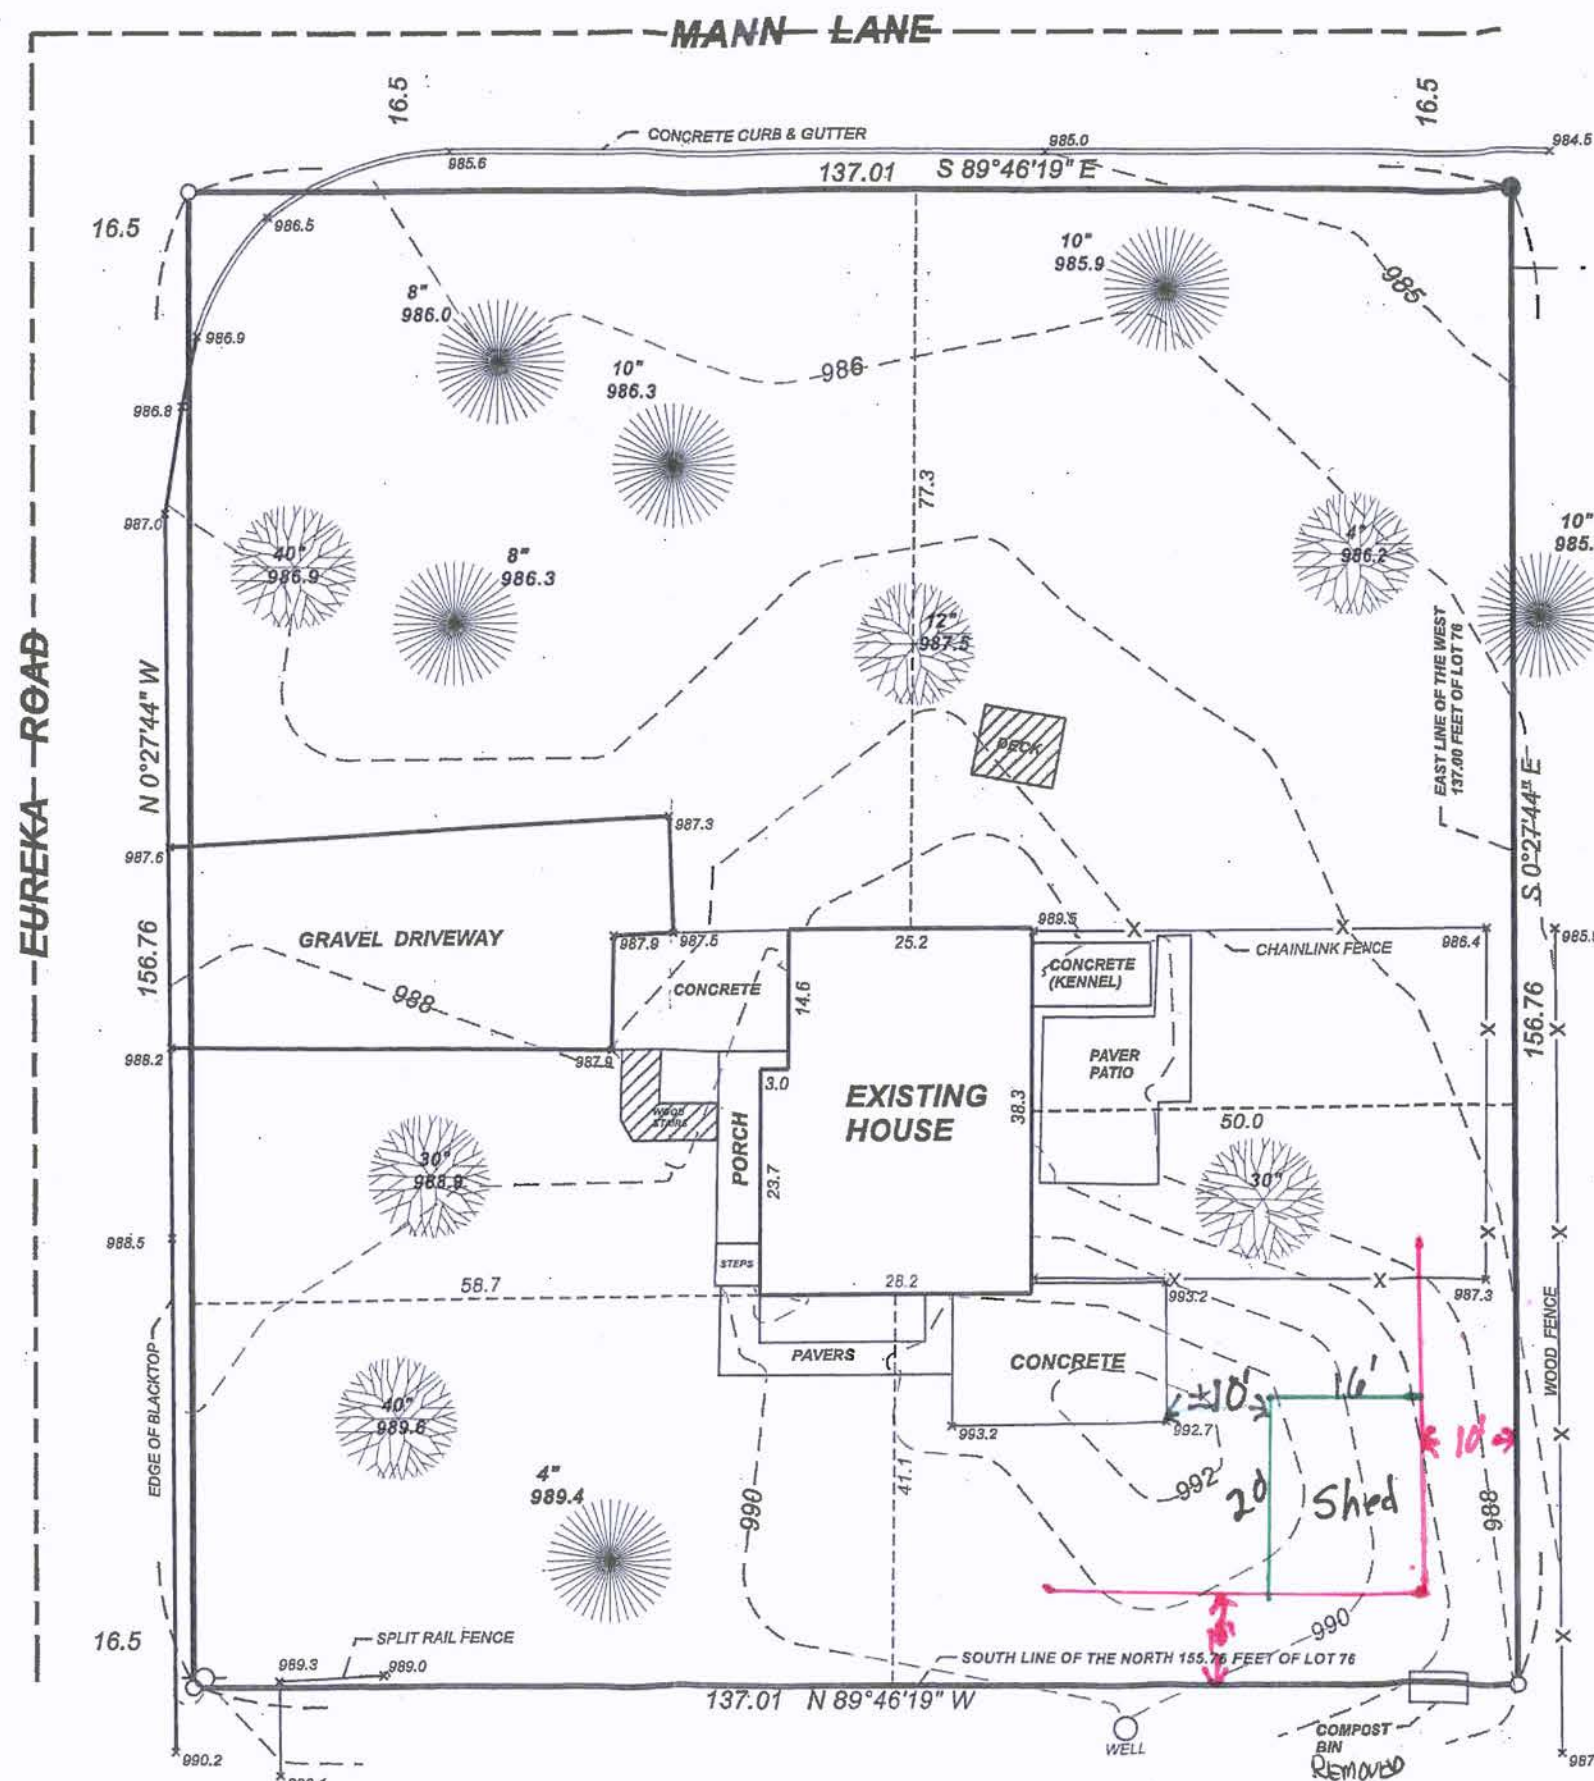 MANN LANE
16.5
16.5
CONCRETE CURB & GUTTER
985.6
985.0
984.5
137.01 S 89°46'19" E
16.5
986.5
10"
985.9
985
8"
986.0
986.9
10"
986.3
986
986.8
77.3
987.0
40"
986.9
8"
986.3
4"
986.2
10"
985.
12"
987.5
EAST LINE OF THE WEST
137.00 FEET OF LOT 76
EUREKA ROAD
N 0°27'44" W
156.76
DECK
S 0°27'44" E
156.76
987.6
987.3
GRAVEL DRIVEWAY
987.9
987.5
25.2
989.5
986.4
CHAINLINK FENCE
988
CONCRETE
14.6
CONCRETE
(KENNEL)
988.2
987.9
3.0
PAVER
PATIO
EXISTING
HOUSE
38.3
50.0
WOOD
STAIRS
PORCH
23.7
30"
988.9
30"
988.5
STEPS
58.7
28.2
993.2
987.3
WOOD FENCE
PAVERS
CONCRETE
±10'
16'
EDGE OF BLACKTOP
40"
989.6
993.2
992.7
10'
41.1
992
20'
Shed
988
4"
989.4
990
990
16.5
SPLIT RAIL FENCE
989.3
989.0
SOUTH LINE OF THE NORTH 155.76 FEET OF LOT 76
137.01 N 89°46'19" W
WELL
COMPOST
BIN
REMOVED
990.2
987